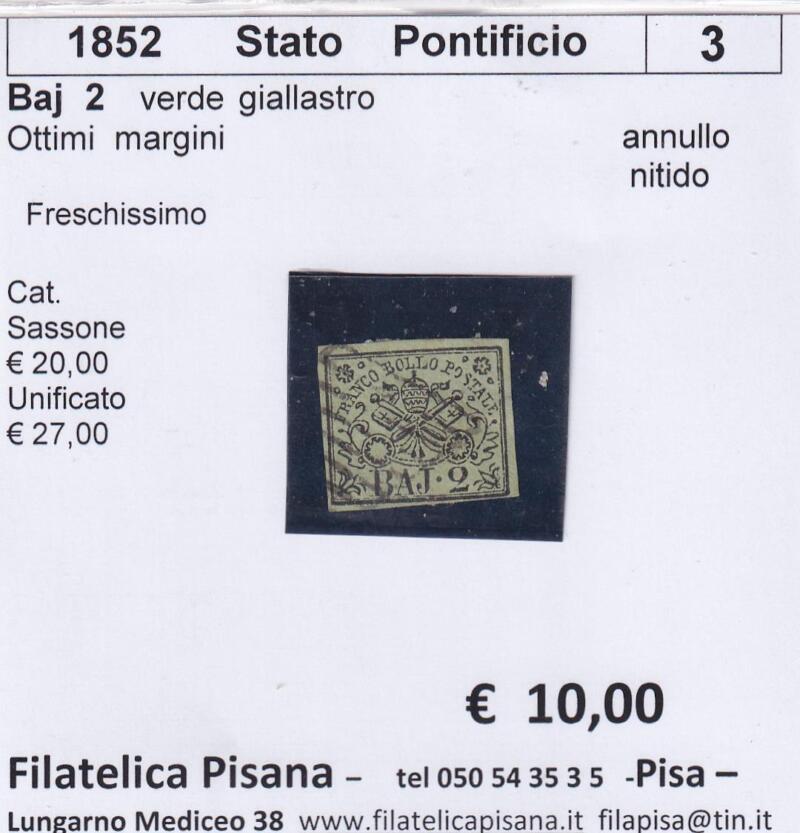 1852 Stato Pontificio 3
Baj 2 verde giallastro
Ottimi margini annullo
nitido
Freschissimo
Cat.
Sassone
€ 20,00
Unificato
€ 27,00
FRANCO BOLLO POSTALE
BAJ·2
€ 10,00
Filatelica Pisana – tel 050 54 35 3 5 -Pisa –
Lungarno Mediceo 38 www.filatelicapisana.it filapisa@tin.it